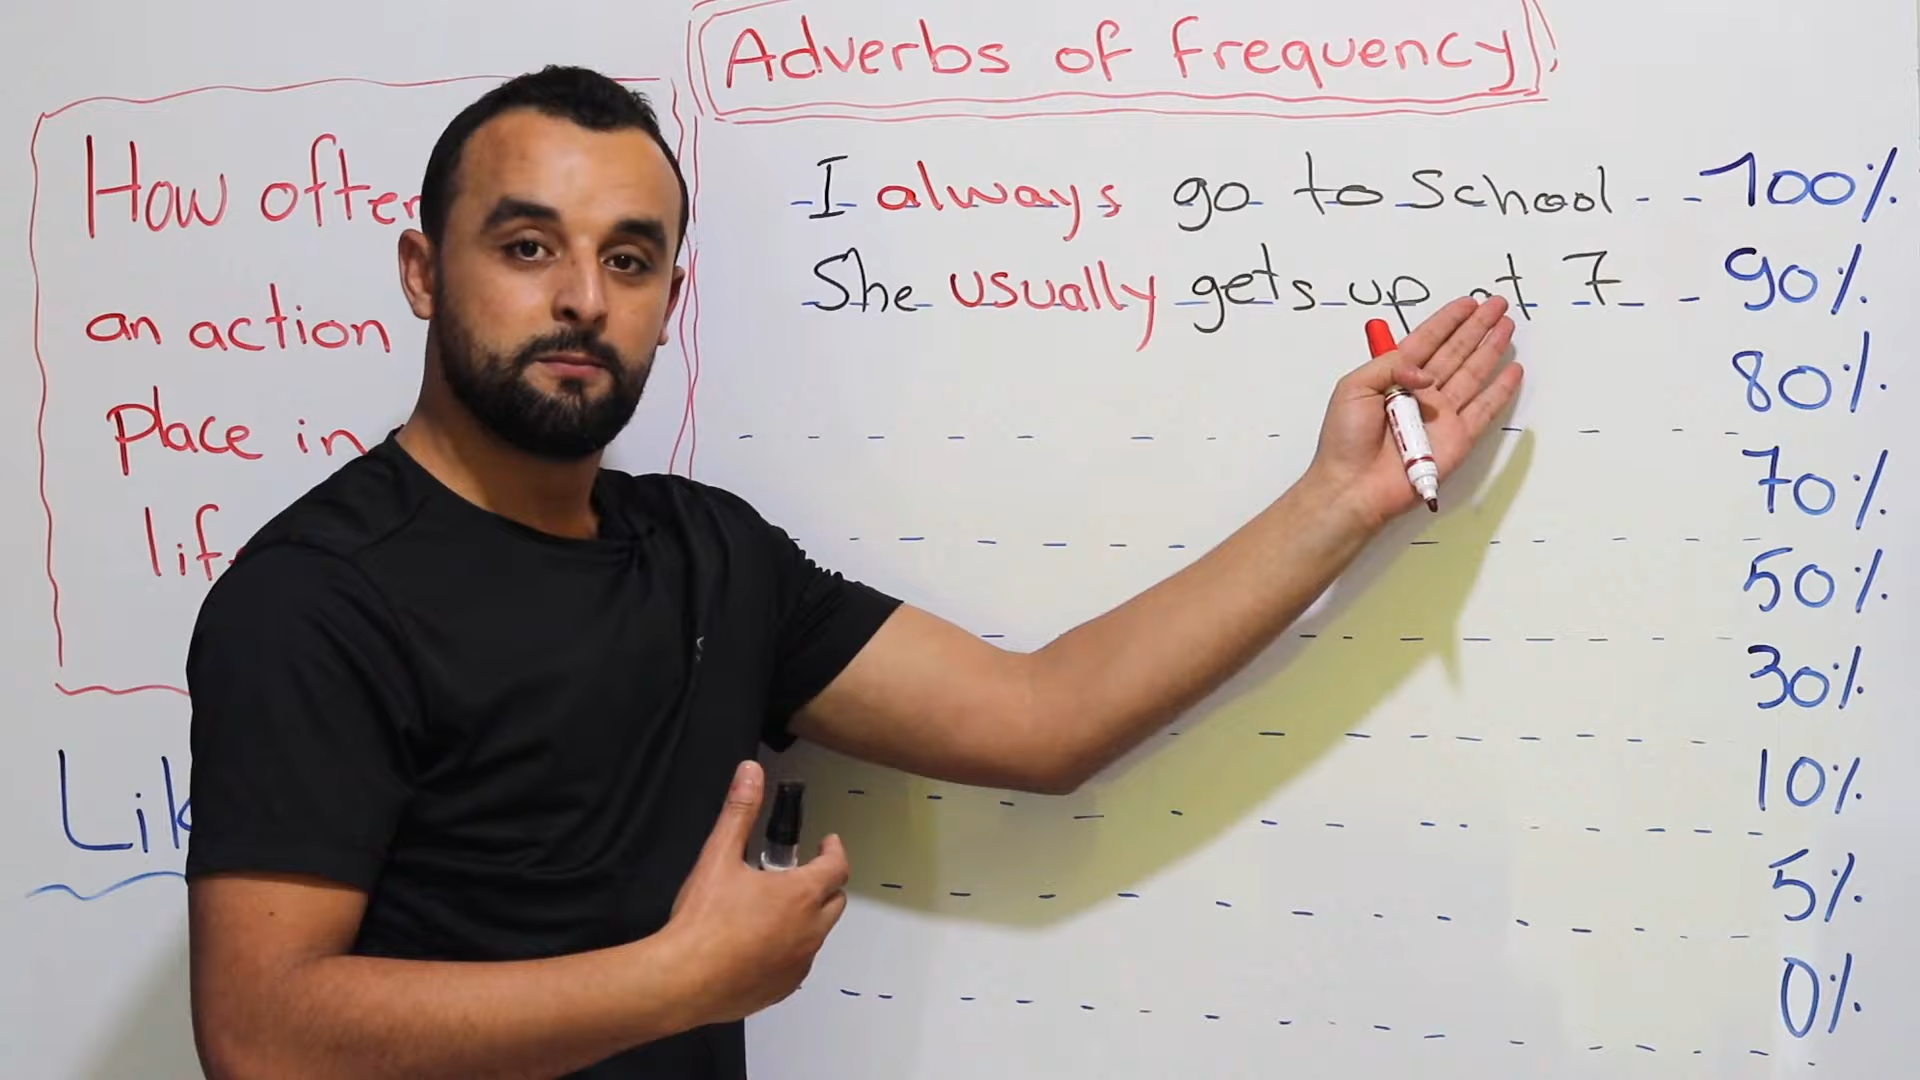 Adverbs of frequency
How often
an action
place in
life
I always go to School - - 100%
She usually gets up at 7 - 90%
80%
70%
50%
30%
10%
5%
0%
Lik